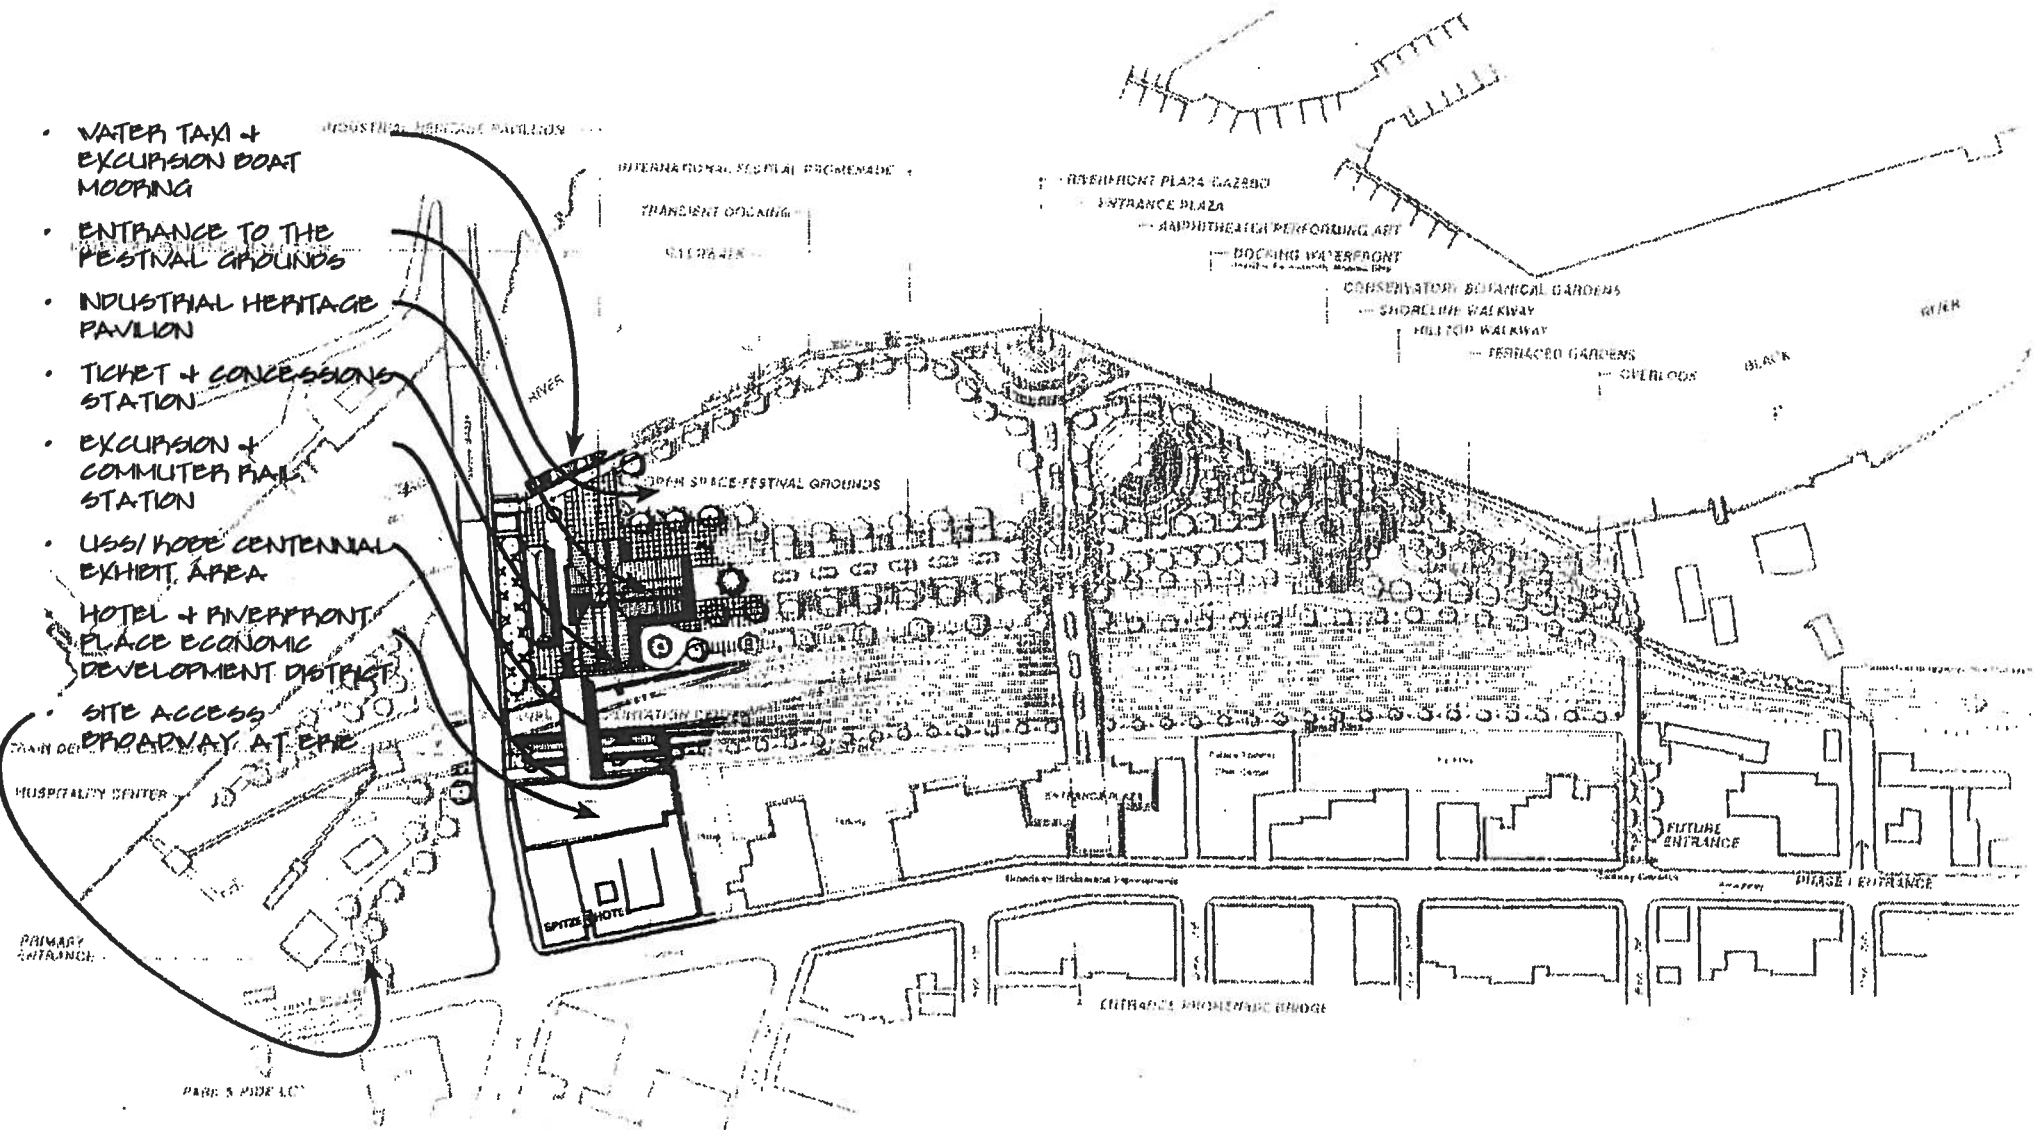 • WATER TAXI +
EXCURSION BOAT
MOORING
• ENTRANCE TO THE
FESTIVAL GROUNDS
• INDUSTRIAL HERITAGE
PAVILION
• TICKET + CONCESSIONS
STATION
• EXCURSION +
COMMUTER RAIL
STATION
• USS/ KOBE CENTENNIAL
EXHIBIT AREA
• HOTEL + RIVERFRONT
PLACE ECONOMIC
DEVELOPMENT DISTRICT
• SITE ACCESS
BROADWAY AT ERIE
INDUSTRIAL HERITAGE PAVILION
INTERNATIONAL FESTIVAL PROMENADE
TRANSIENT DOCKING
RIVERFRONT PLAZA GAZEBO
ENTRANCE PLAZA
AMPHITHEATER PERFORMING ART
DOCKING WATERFRONT
CONSERVATORY BOTANICAL GARDENS
SHORELINE WALKWAY
HILLTOP WALKWAY
TERRACED GARDENS
OVERLOOK
BLACK
RIVER
RIVER
OPEN SPACE FESTIVAL GROUNDS
HOSPITALITY CENTER
PRIMARY
ENTRANCE
PARK & RIDE
SPITZER HOTEL
ENTRANCE PLAZA
FUTURE
ENTRANCE
PHASE I ENTRANCE
ENTRANCE PROMENADE BRIDGE